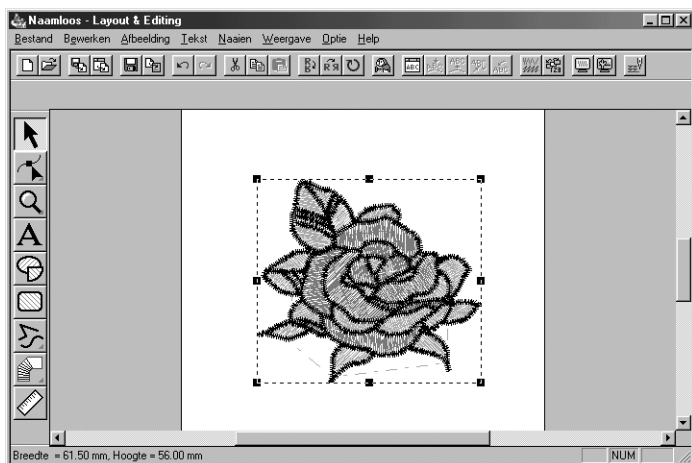 Naamloos - Layout & Editing
Bestand Bewerken Afbeelding Tekst Naaien Weergave Optie Help
A
Breedte = 61.50 mm, Hoogte = 56.00 mm
NUM